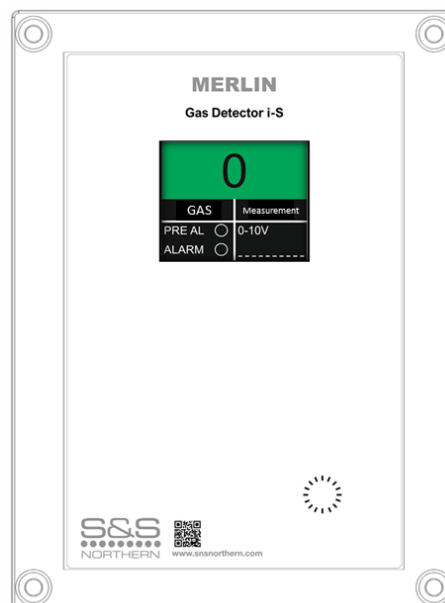 MERLIN
Gas Detector i-S
0
GAS Measurement
PRE AL 0-10V
ALARM
S&S
NORTHERN www.snsnorthern.com